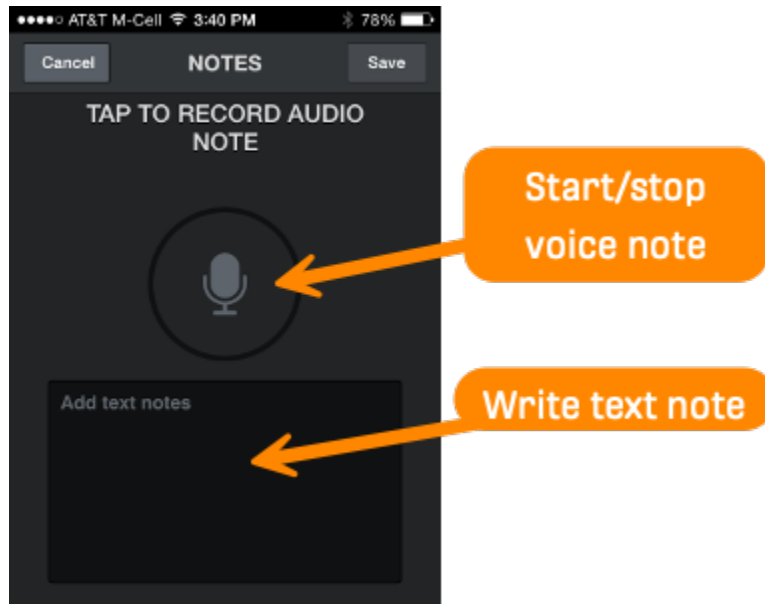 AT&T M-Cell 3:40 PM 78%
Cancel NOTES Save
TAP TO RECORD AUDIO
NOTE
Start/stop
voice note
Add text notes
Write text note